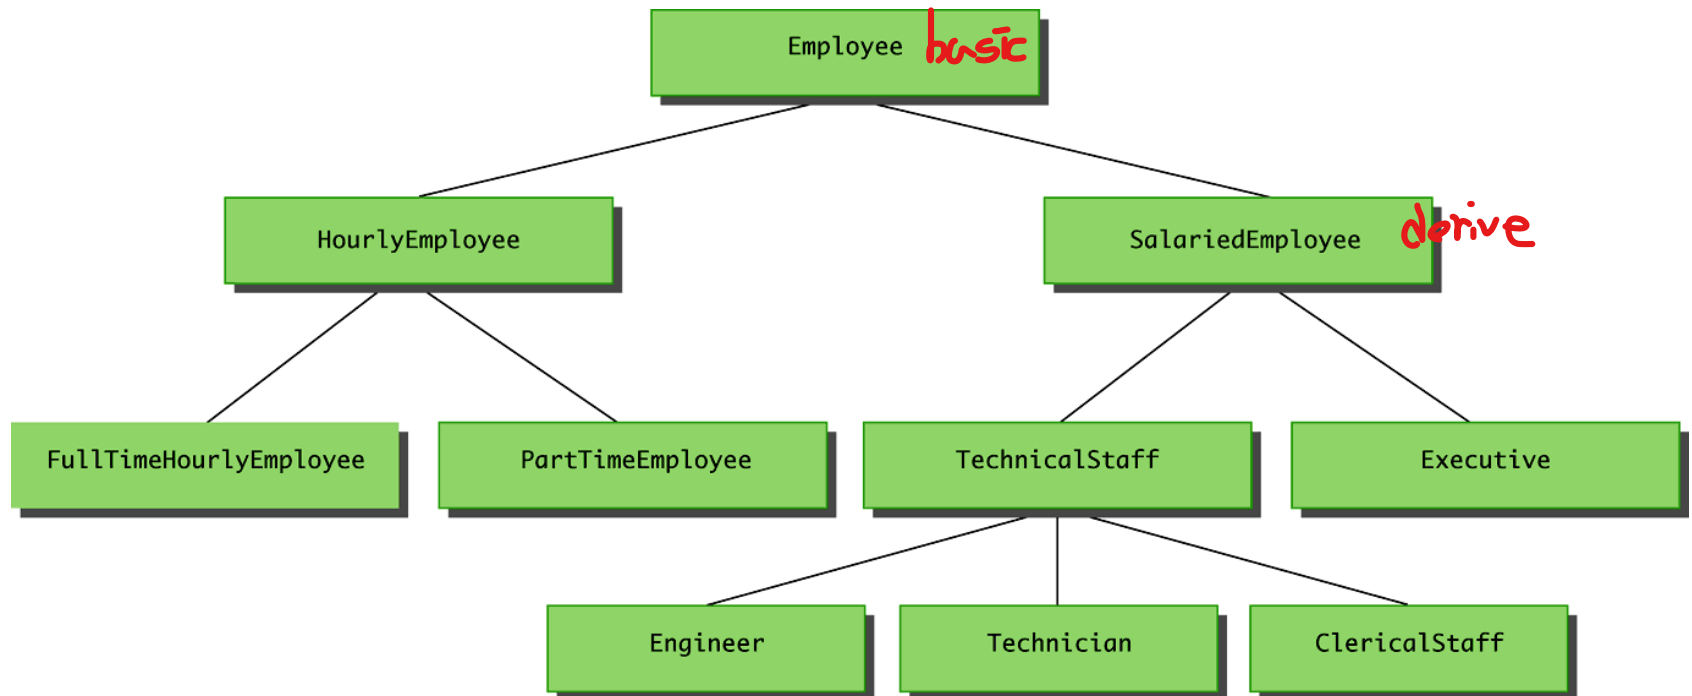 Employee basic
HourlyEmployee
SalariedEmployee derive
FullTimeHourlyEmployee
PartTimeEmployee
TechnicalStaff
Executive
Engineer
Technician
ClericalStaff